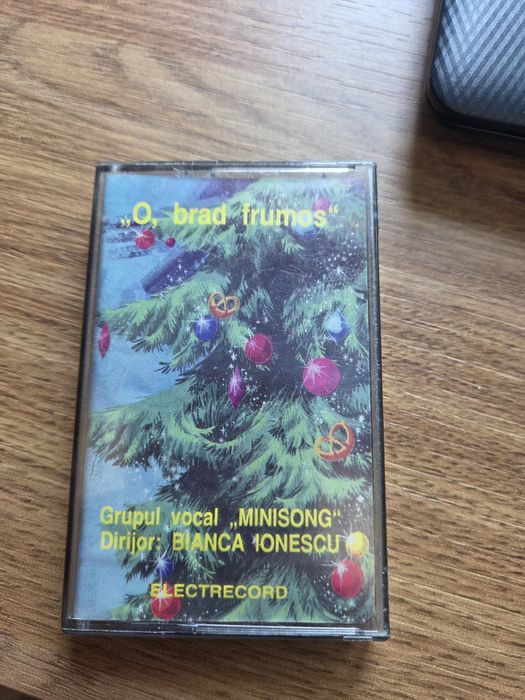 „O, brad frumos“
Grupul vocal „MINISONG“
Dirijor: BIANCA IONESCU
ELECTRECORD